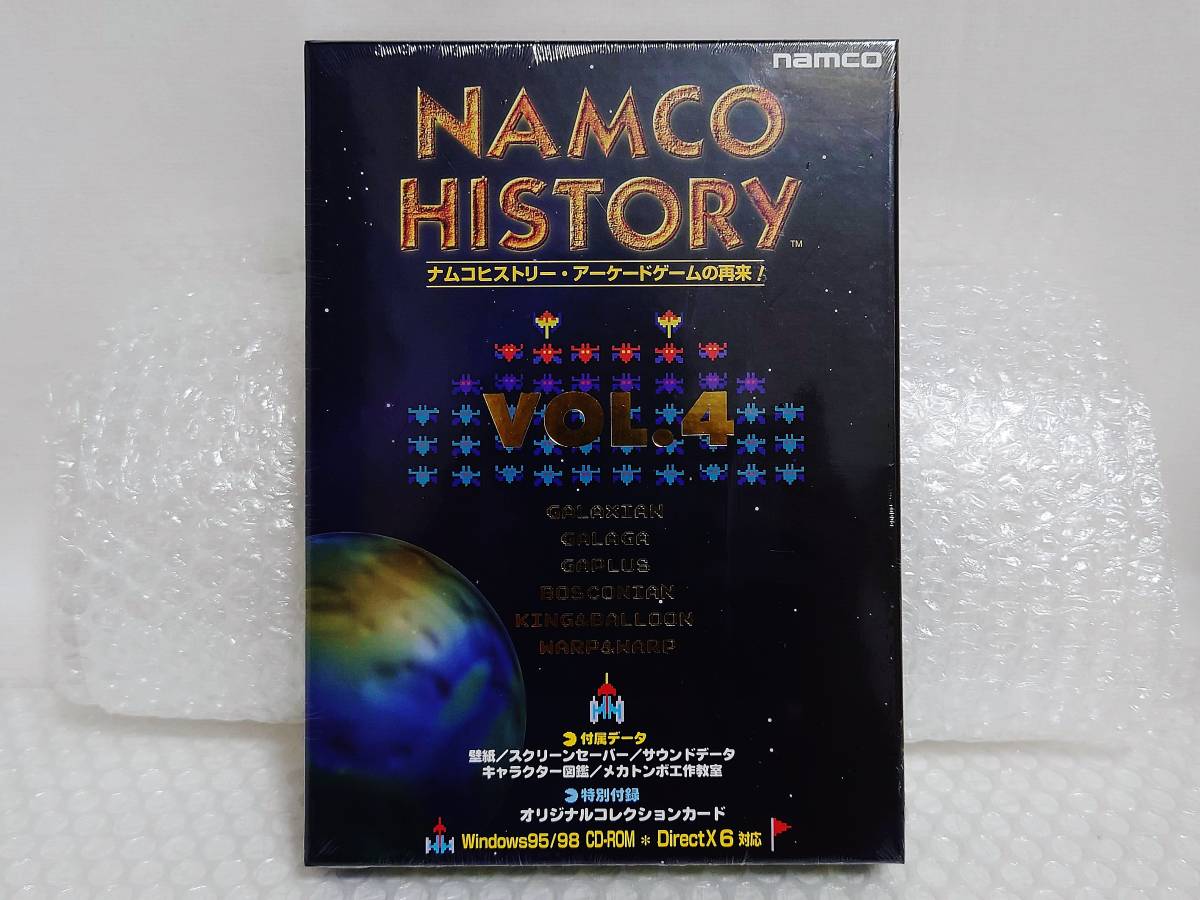 namco
NAMCO
HISTORY™
ナムコヒストリー・アーケードゲームの再来!
VOL.4
GALAXIAN
GALAGA
GAPLUS
BOSCONIAN
KING&BALLOON
WARP&WARP
付属データ
壁紙/スクリーンセーバー/サウンドデータ
キャラクター図鑑/メカトンボ工作教室
特別付録
オリジナルコレクションカード
Windows95/98 CD-ROM * DirectX 6 対応